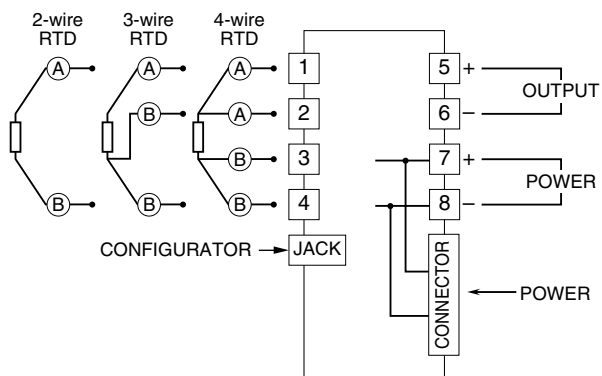 2-wire RTD
3-wire RTD
4-wire RTD
A A A 1 5 +
OUTPUT
B A 2 6 −
B 3 7 +
POWER
B B B 4 8 −
CONFIGURATOR JACK
CONNECTOR
POWER